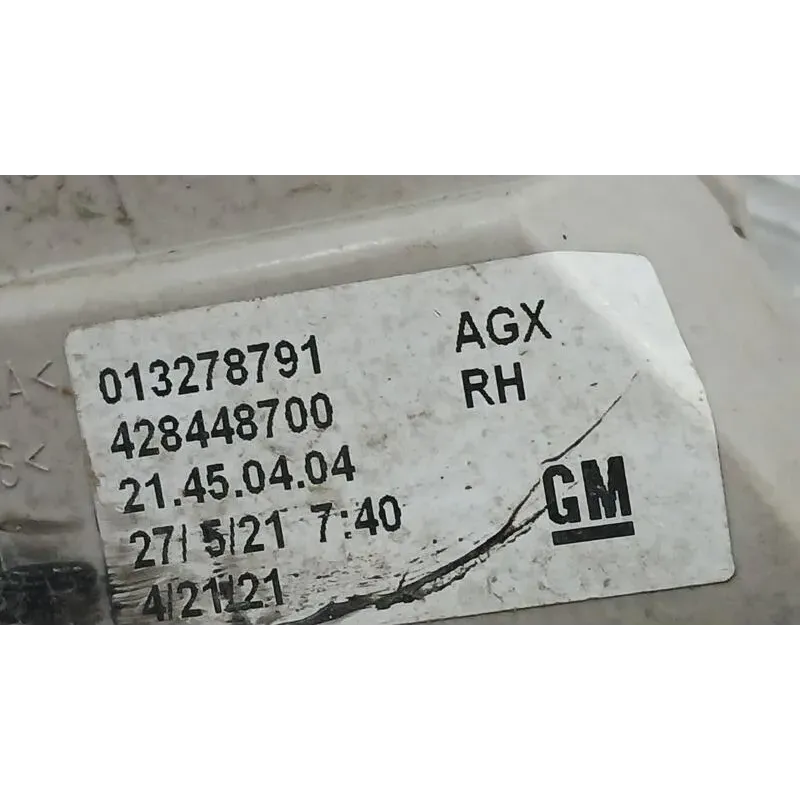 013278791
AGX
428448700
RH
21.45.04.04
27/ 5/21 7:40
GM
4/21/21
A<